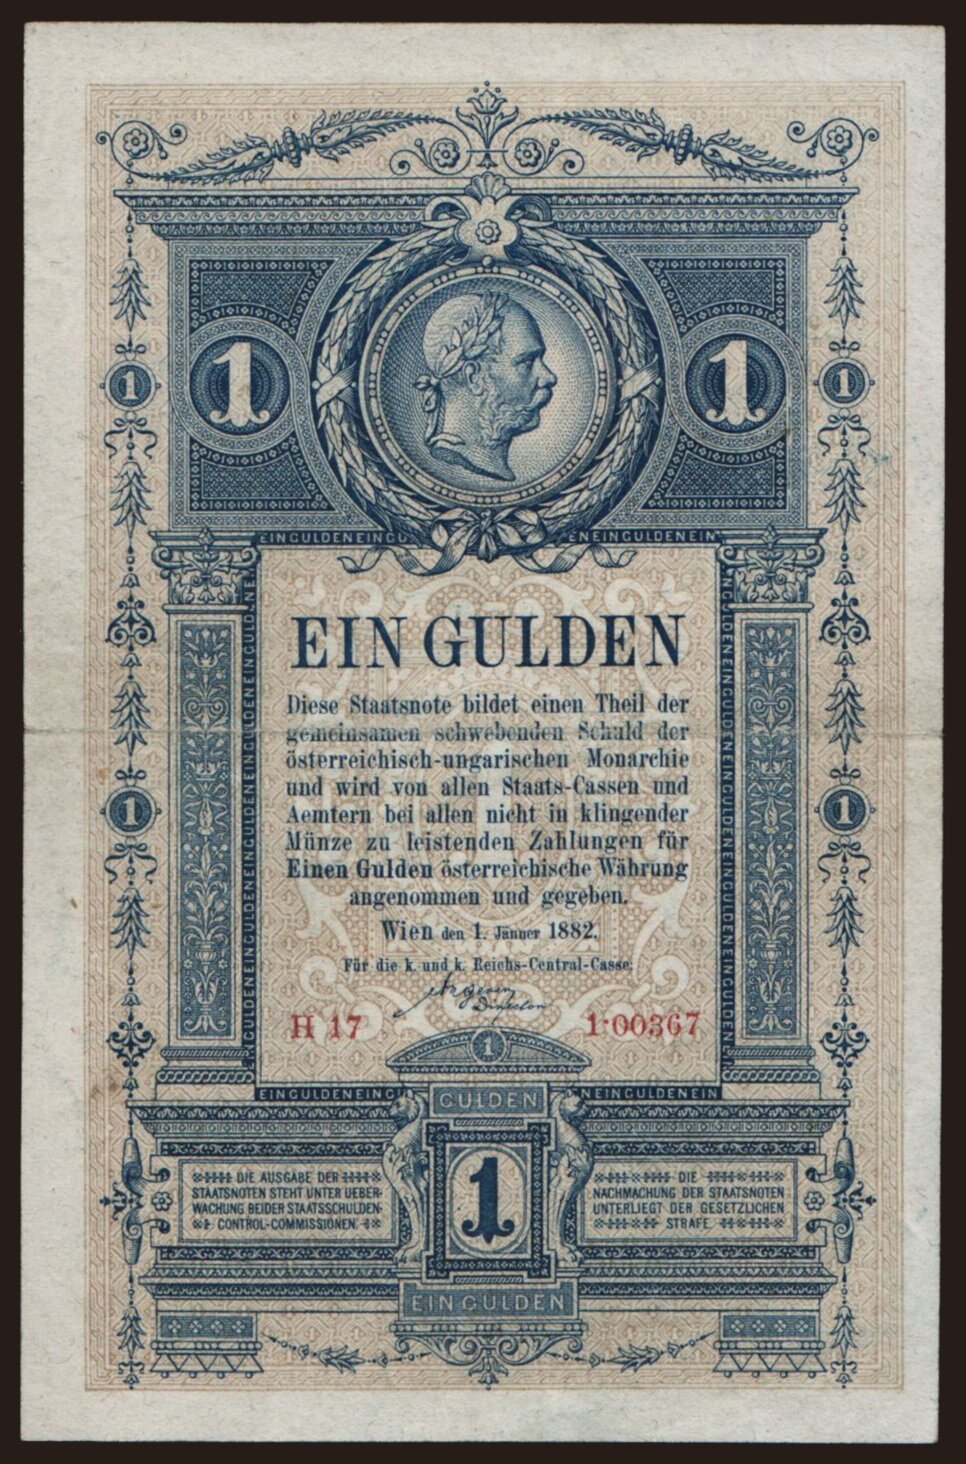 1 1
1 1
EINGULDENEINGU ENEINGULDENEIN
EIN GULDEN
Diese Staatsnote bildet einen Theil der
gemeinsamen schwebenden Schuld der
österreichisch-ungarischen Monarchie
und wird von allen Staats-Cassen und
Aemtern bei allen nicht in klingender
Münze zu leistenden Zahlungen für
Einen Gulden österreichische Währung
angenommen und gegeben.
1 1
Wien den 1. Jänner 1882.
Für die k. und k. Reichs-Central-Casse:
Director
H 17 1·00367
1
EINGULDENEING NEINGULDENEIN
GULDEN
1
DIE AUSGABE DER
STAATSNOTEN STEHT UNTER UEBER-
WACHUNG BEIDER STAATSSCHULDEN-
CONTROL-COMMISSIONEN.
DIE
NACHMACHUNG DER STAATSNOTEN
UNTERLIEGT DER GESETZLICHEN
STRAFE.
EIN GULDEN